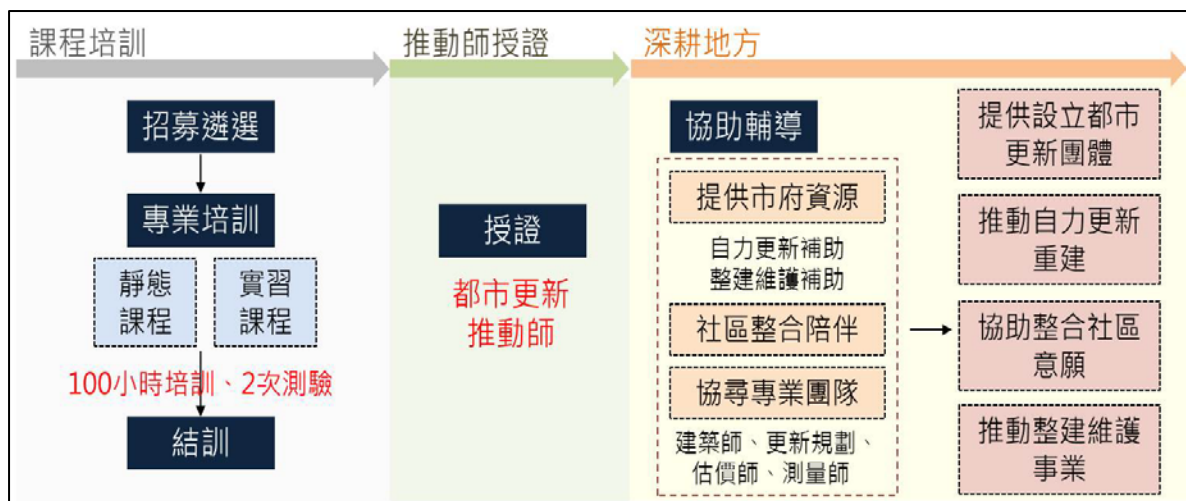 課程培訓
招募遴選
專業培訓
靜態
課程
實習
課程
100小時培訓、2次測驗
結訓
推動師授證
授證
都市更新
推動師
深耕地方
協助輔導
提供市府資源
自力更新補助
整建維護補助
社區整合陪伴
協尋專業團隊
建築師、更新規劃、
估價師、測量師
提供設立都市
更新團體
推動自力更新
重建
協助整合社區
意願
推動整建維護
事業